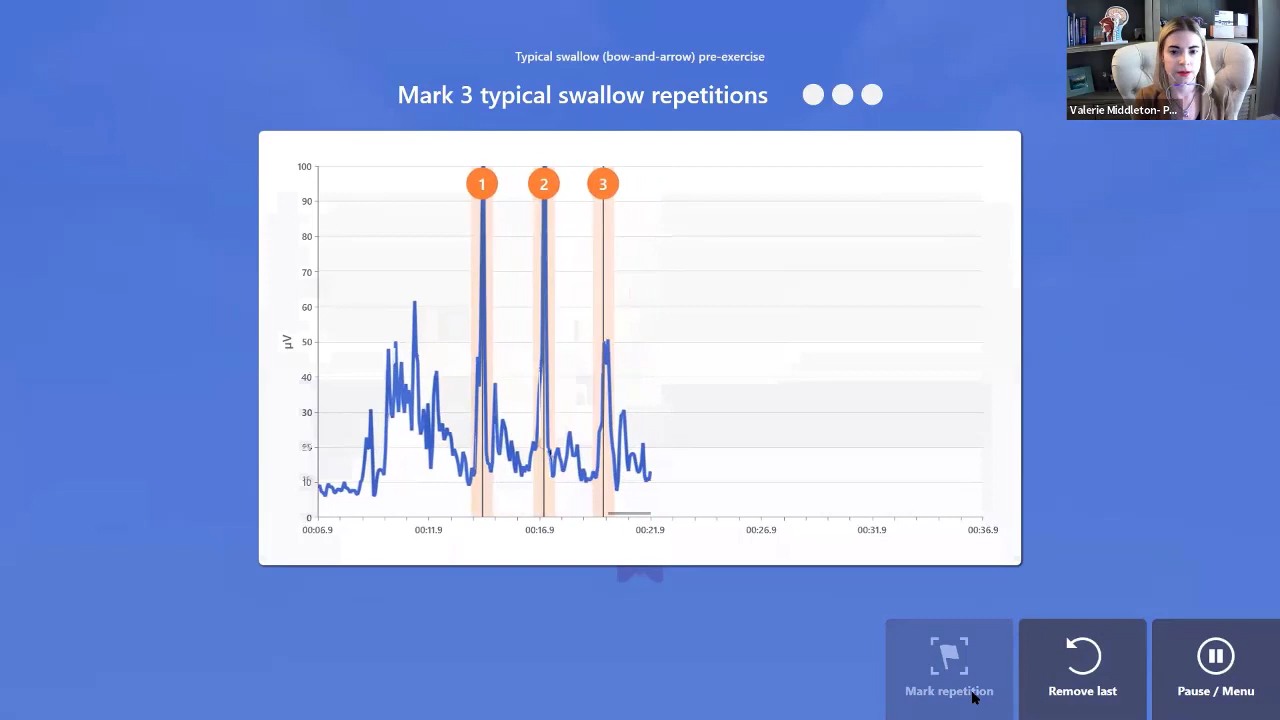 Typical swallow (bow-and-arrow) pre-exercise
Mark 3 typical swallow repetitions
Valerie Middleton- P...
100
90
80
70
60
50
40
30
10
0
µV
1 2 3
00:06.9 00:11.9 00:16.9 00:21.9 00:26.9 00:31.9 00:36.9
Mark repetition
Remove last
Pause / Menu